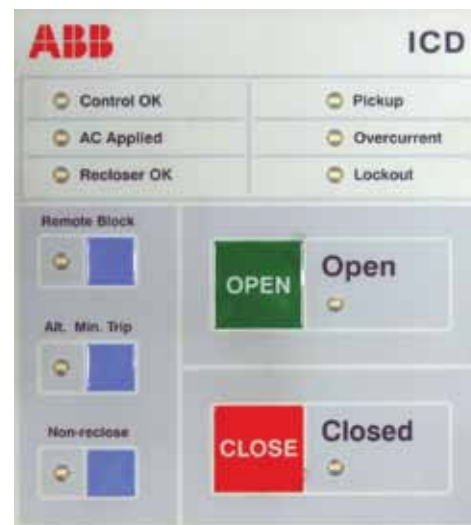 ABB ICD
Control OK Pickup
AC Applied Overcurrent
Recloser OK Lockout
Remote Block
OPEN Open
Alt. Min. Trip
Non-reclose
CLOSE Closed